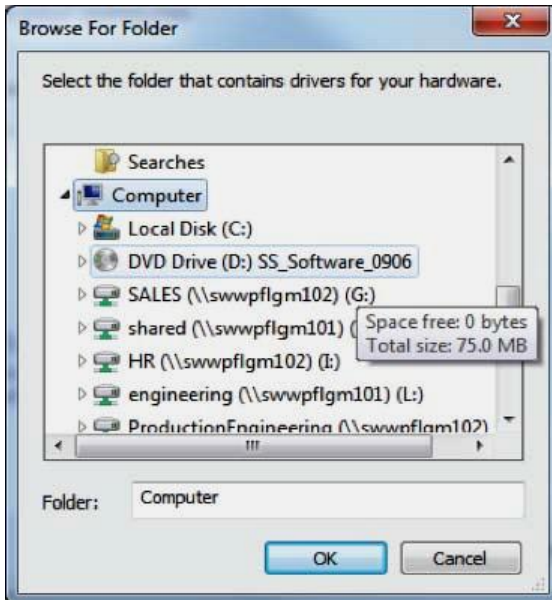 Browse For Folder
Select the folder that contains drivers for your hardware.
Searches
Computer
Local Disk (C:)
DVD Drive (D:) SS_Software_0906
SALES (\\swwpflgm102) (G:)
shared (\\swwpflgm101) (
Space free: 0 bytes
Total size: 75.0 MB
HR (\\swwpflgm102) (I:)
engineering (\\swwpflgm101) (L:)
ProductionEngineering (\\swwpflgm102)
Folder: Computer
OK Cancel